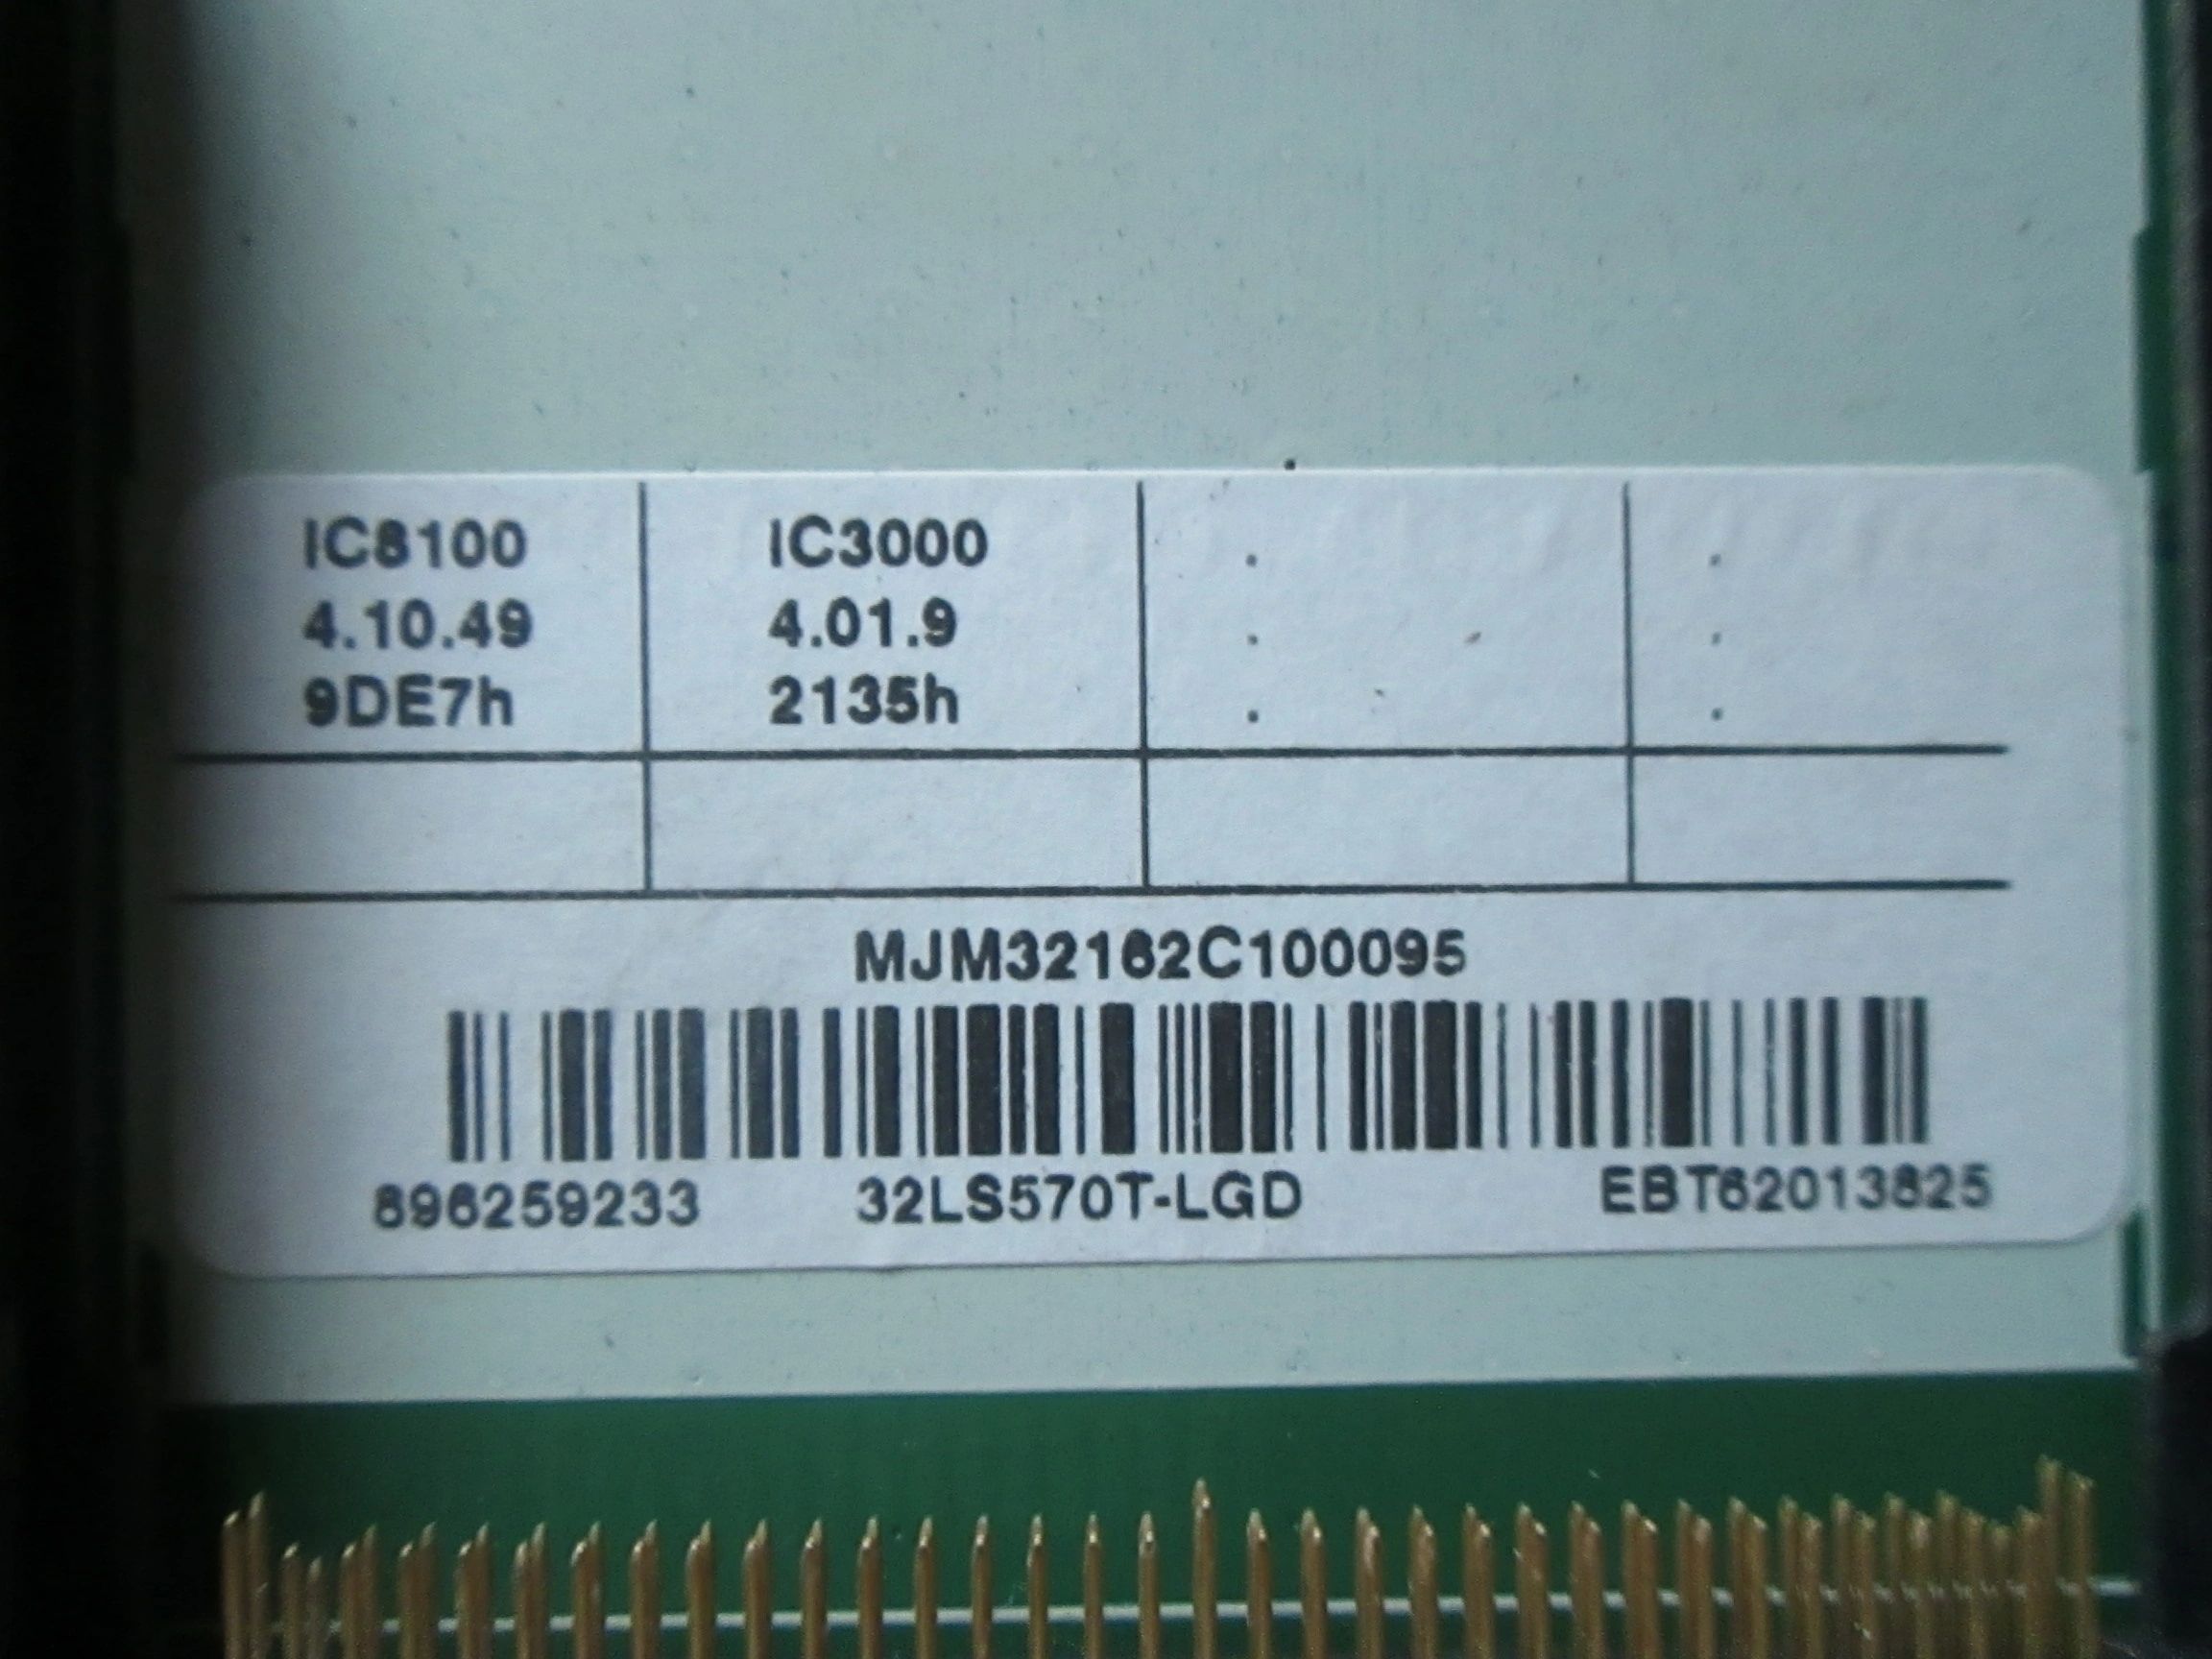 IC8100 IC3000 . .
4.10.49 4.01.9 . .
9DE7h 2135h . .
MJM32162C100095
896259233 32LS570T-LGD EBT62013825